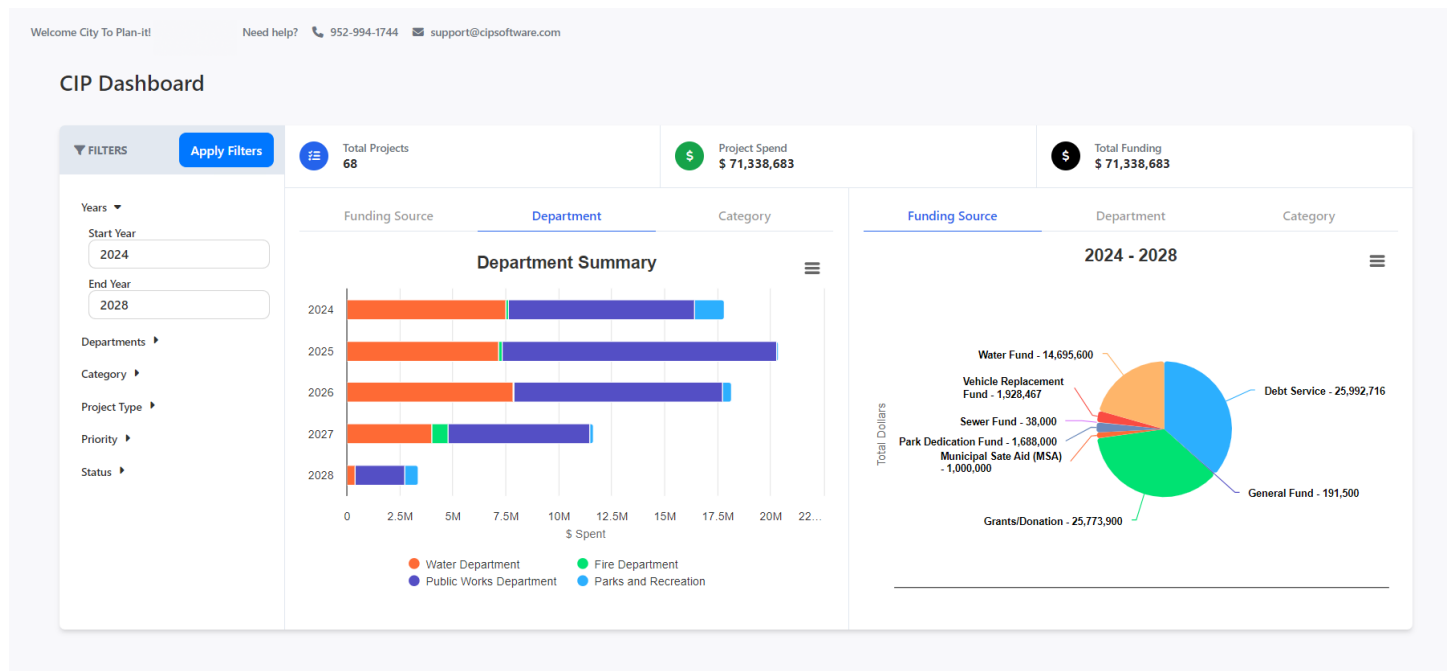 Welcome City To Plan-it!
Need help? 952-994-1744 support@cipsoftware.com
CIP Dashboard
FILTERS
Apply Filters
Total Projects
68
Project Spend
$ 71,338,683
Total Funding
$ 71,338,683
Years
Start Year
2024
End Year
2028
Departments
Category
Project Type
Priority
Status
Funding Source Department Category
Department Summary
2024
2025
2026
2027
2028
0 2.5M 5M 7.5M 10M 12.5M 15M 17.5M 20M 22...
$ Spent
Water Department Fire Department
Public Works Department Parks and Recreation
Funding Source Department Category
2024 - 2028
Total Dollars
Water Fund - 14,695,600
Vehicle Replacement
Fund - 1,928,467
Sewer Fund - 38,000
Park Dedication Fund - 1,688,000
Municipal Sate Aid (MSA)
- 1,000,000
Grants/Donation - 25,773,900
Debt Service - 25,992,716
General Fund - 191,500